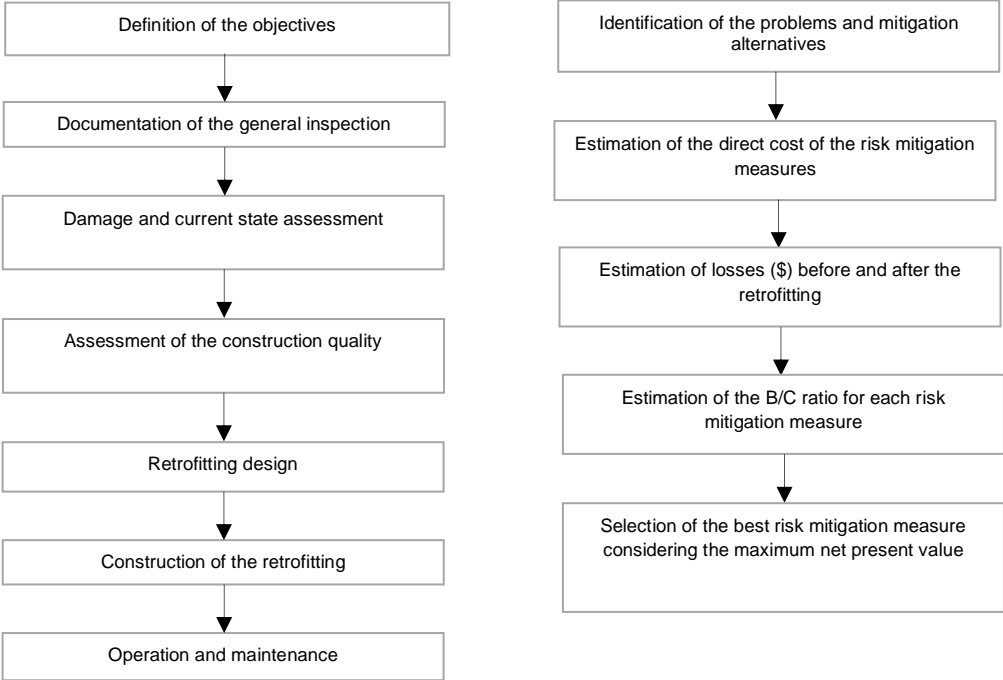 Definition of the objectives
Documentation of the general inspection
Damage and current state assessment
Assessment of the construction quality
Retrofitting design
Construction of the retrofitting
Operation and maintenance
Identification of the problems and mitigation
alternatives
Estimation of the direct cost of the risk mitigation
measures
Estimation of losses ($) before and after the
retrofitting
Estimation of the B/C ratio for each risk
mitigation measure
Selection of the best risk mitigation measure
considering the maximum net present value